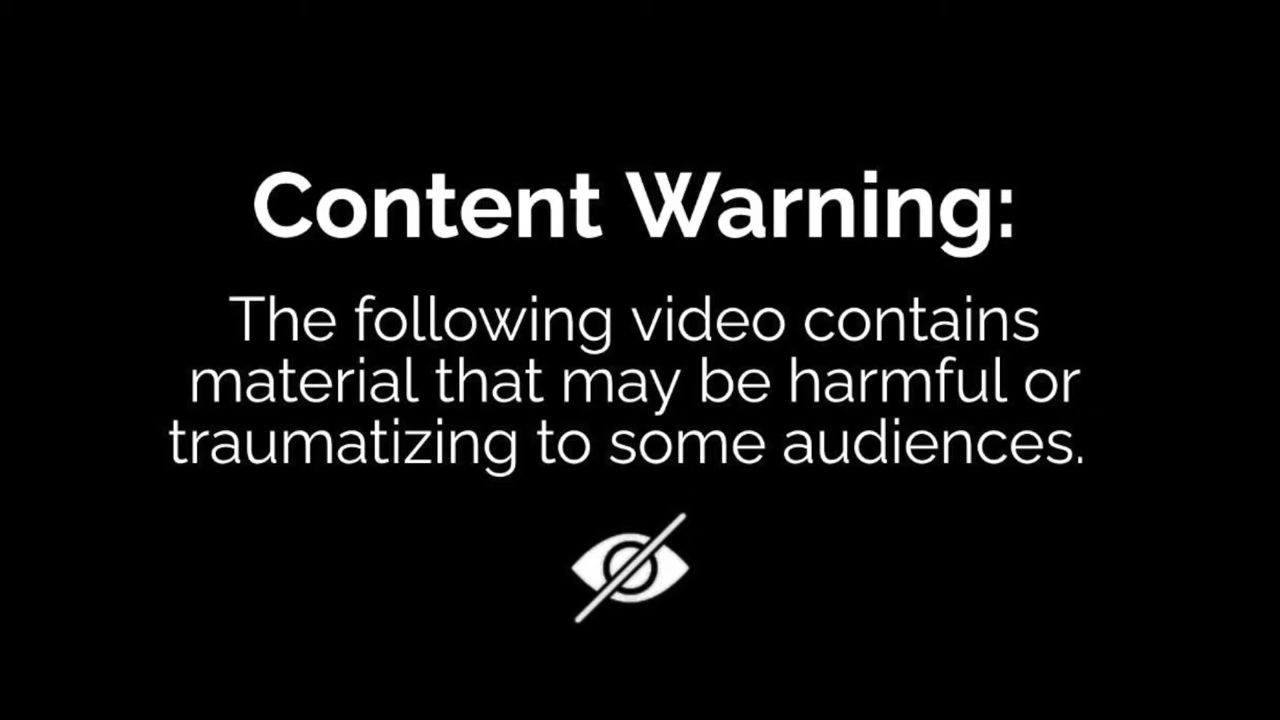 Content Warning:
The following video contains
material that may be harmful or
traumatizing to some audiences.